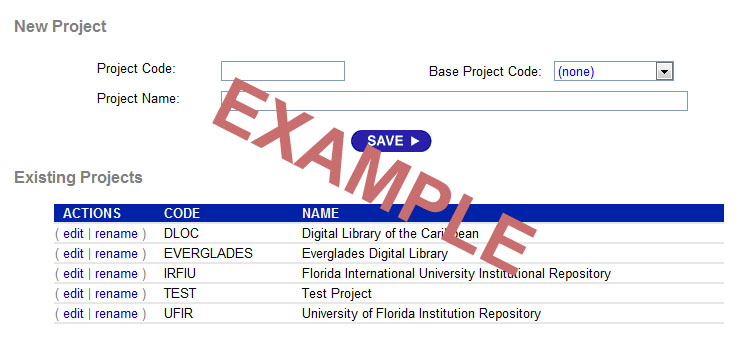 New Project
Project Code:
Base Project Code: (none)
Project Name:
SAVE
EXAMPLE
Existing Projects
ACTIONS CODE NAME
( edit | rename ) DLOC Digital Library of the Caribbean
( edit | rename ) EVERGLADES Everglades Digital Library
( edit | rename ) IRFIU Florida International University Institutional Repository
( edit | rename ) TEST Test Project
( edit | rename ) UFIR University of Florida Institution Repository